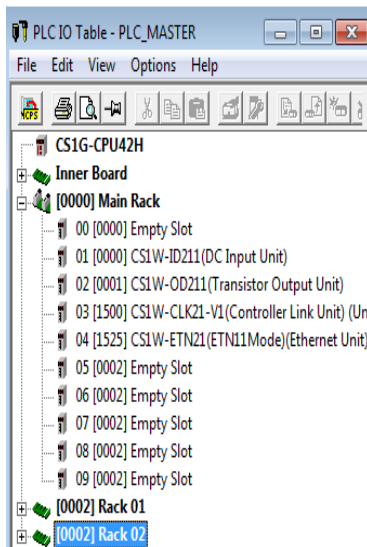 PLC IO Table - PLC_MASTER
File Edit View Options Help
CPS
CS1G-CPU42H
Inner Board
[0000] Main Rack
00 [0000] Empty Slot
01 [0000] CS1W-ID211(DC Input Unit)
02 [0001] CS1W-OD211(Transistor Output Unit)
03 [1500] CS1W-CLK21-V1(Controller Link Unit) (Un
04 [1525] CS1W-ETN21(ETN11Mode)(Ethernet Unit)
05 [0002] Empty Slot
06 [0002] Empty Slot
07 [0002] Empty Slot
08 [0002] Empty Slot
09 [0002] Empty Slot
[0002] Rack 01
[0002] Rack 02